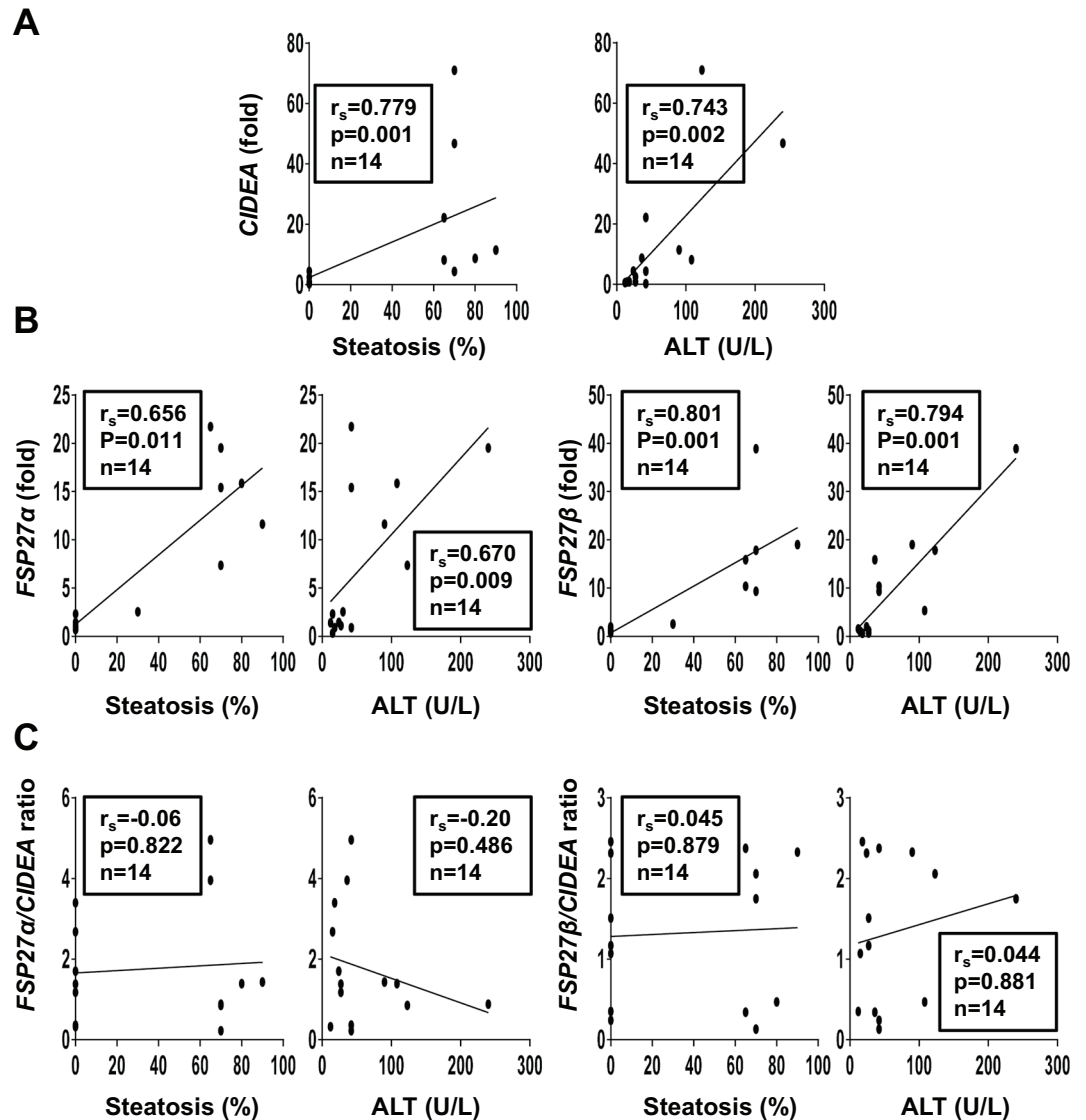 A
CIDEA (fold)
80
60
40
20
0
rs=0.779
p=0.001
n=14
0 20 40 60 80 100
Steatosis (%)
80
60
40
20
0
rs=0.743
p=0.002
n=14
0 100 200 300
ALT (U/L)
B
FSP27α (fold)
25
20
15
10
5
0
rs=0.656
P=0.011
n=14
0 20 40 60 80 100
Steatosis (%)
25
20
15
10
5
0
rs=0.670
p=0.009
n=14
0 100 200 300
ALT (U/L)
FSP27β (fold)
50
40
30
20
10
0
rs=0.801
P=0.001
n=14
0 20 40 60 80 100
Steatosis (%)
50
40
30
20
10
0
rs=0.794
P=0.001
n=14
0 100 200 300
ALT (U/L)
C
FSP27α/CIDEA ratio
6
4
2
0
rs=-0.06
p=0.822
n=14
0 20 40 60 80 100
Steatosis (%)
6
4
2
0
rs=-0.20
p=0.486
n=14
0 100 200 300
ALT (U/L)
FSP27β/CIDEA ratio
3
2
1
0
rs=0.045
p=0.879
n=14
0 20 40 60 80 100
Steatosis (%)
3
2
1
0
rs=0.044
p=0.881
n=14
0 100 200 300
ALT (U/L)